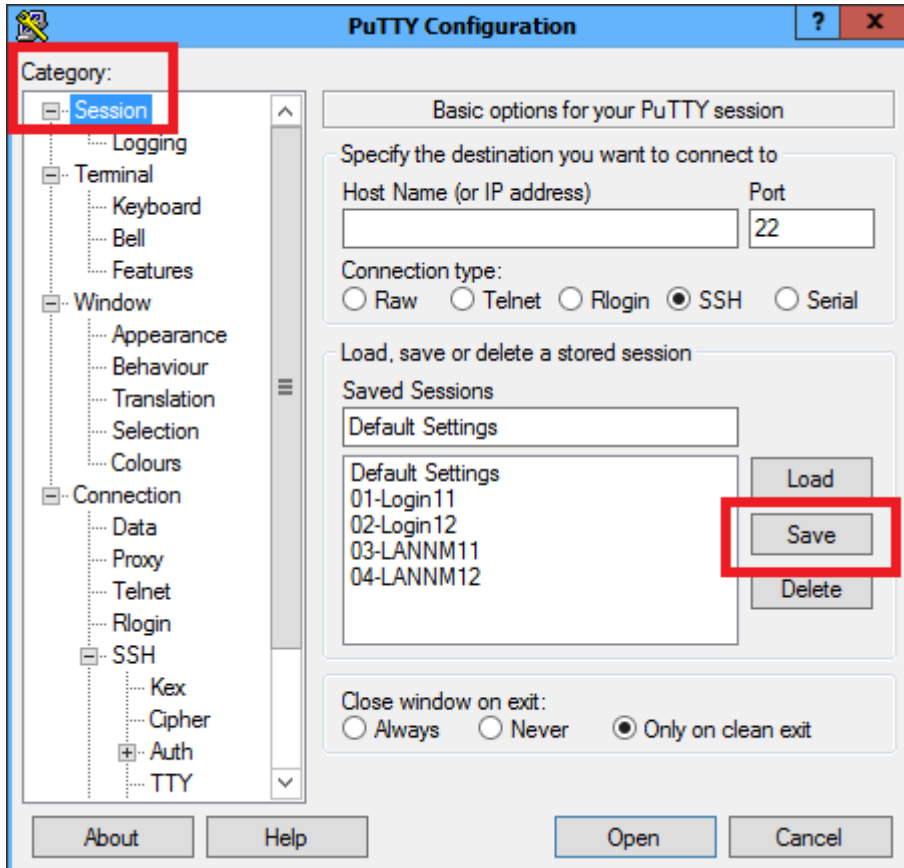 PuTTY Configuration
?
x
Category:
Session
Logging
Terminal
Keyboard
Bell
Features
Window
Appearance
Behaviour
Translation
Selection
Colours
Connection
Data
Proxy
Telnet
Rlogin
SSH
Kex
Cipher
Auth
TTY
Basic options for your PuTTY session
Specify the destination you want to connect to
Host Name (or IP address) Port
22
Connection type:
Raw Telnet Rlogin SSH Serial
Load, save or delete a stored session
Saved Sessions
Default Settings
Default Settings
01-Login11
02-Login12
03-LANNM11
04-LANNM12
Load
Save
Delete
Close window on exit:
Always Never Only on clean exit
About Help Open Cancel